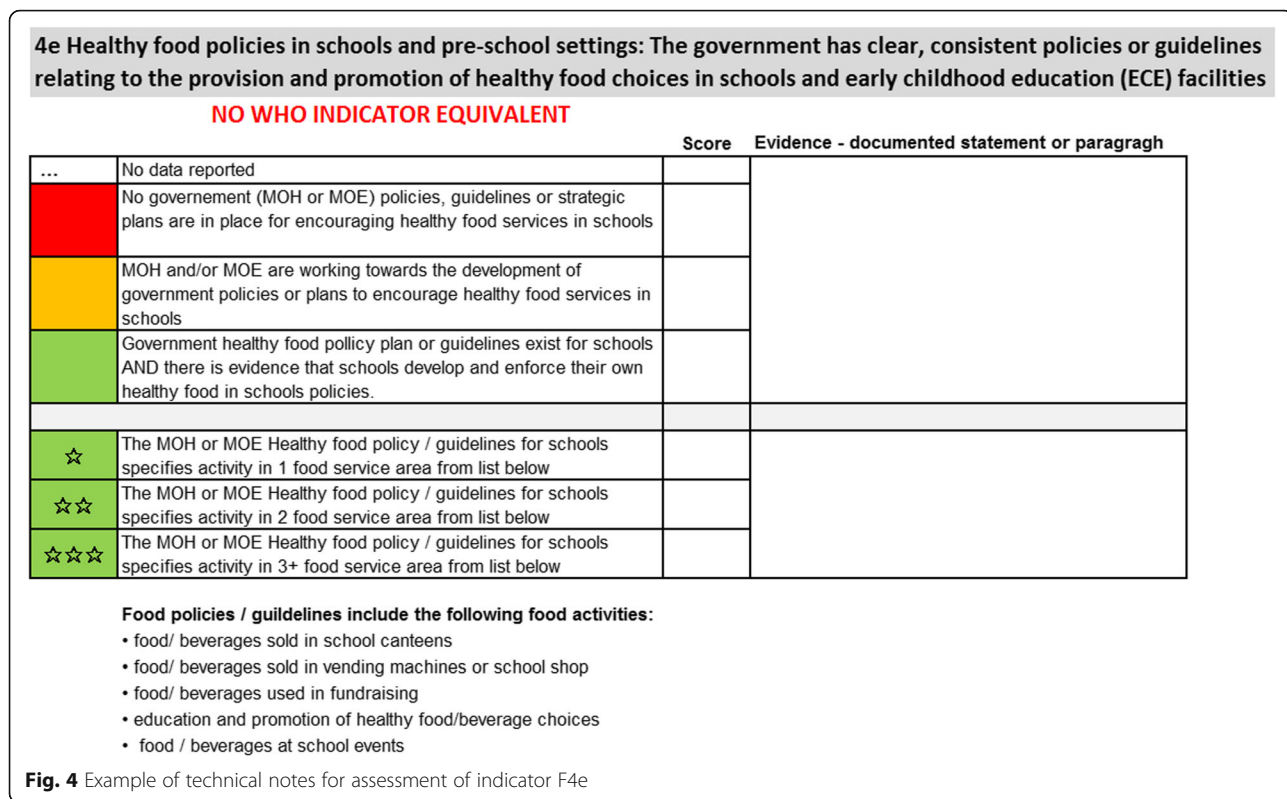 4e Healthy food policies in schools and pre-school settings: The government has clear, consistent policies or guidelines
relating to the provision and promotion of healthy food choices in schools and early childhood education (ECE) facilities
NO WHO INDICATOR EQUIVALENT
Score Evidence - documented statement or paragragh
... No data reported
No governement (MOH or MOE) policies, guidelines or strategic
plans are in place for encouraging healthy food services in schools
MOH and/or MOE are working towards the development of
government policies or plans to encourage healthy food services in
schools
Government healthy food pollicy plan or guidelines exist for schools
AND there is evidence that schools develop and enforce their own
healthy food in schools policies.
☆ The MOH or MOE Healthy food policy / guidelines for schools
specifies activity in 1 food service area from list below
☆☆ The MOH or MOE Healthy food policy / guidelines for schools
specifies activity in 2 food service area from list below
☆☆☆ The MOH or MOE Healthy food policy / guidelines for schools
specifies activity in 3+ food service area from list below
Food policies / guildelines include the following food activities:
• food/ beverages sold in school canteens
• food/ beverages sold in vending machines or school shop
• food/ beverages used in fundraising
• education and promotion of healthy food/beverage choices
• food / beverages at school events
Fig. 4 Example of technical notes for assessment of indicator F4e